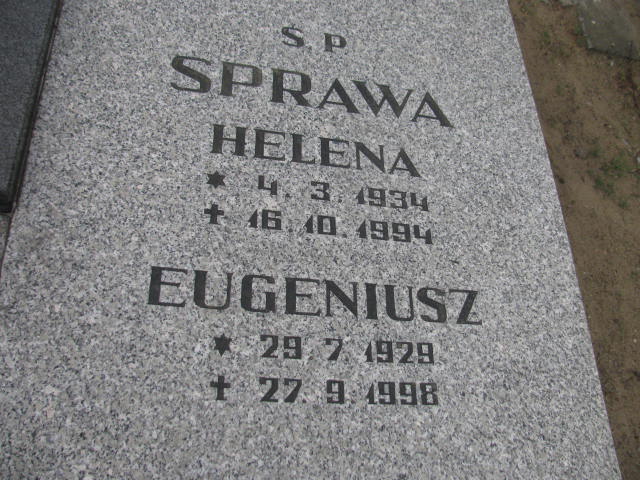 Ś. P
SPRAWA
HELENA
* 4. 3. 1934
† 16. 10. 1994
EUGENIUSZ
* 29. 7 1929
† 27. 9. 1998